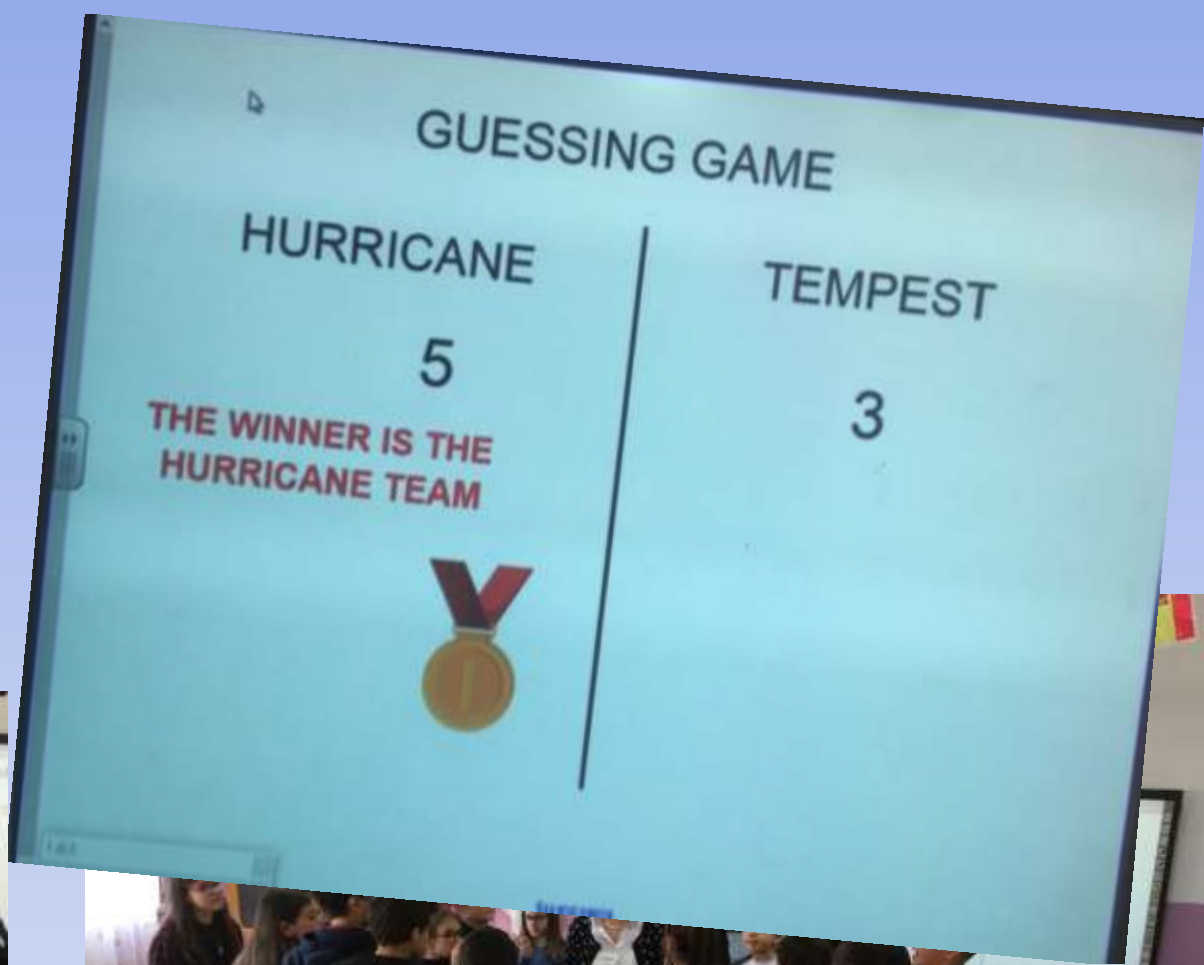 GUESSING GAME
HURRICANE
TEMPEST
5
3
THE WINNER IS THE
HURRICANE TEAM